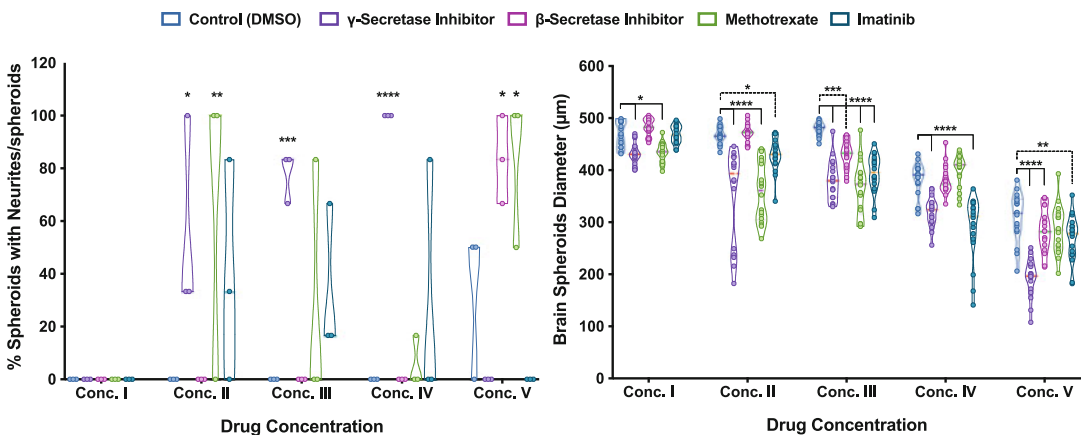 Control (DMSO) γ-Secretase Inhibitor β-Secretase Inhibitor Methotrexate Imatinib
% Spheroids with Neurites/spheroids
120
100
80
60
40
20
0
* ** *** **** * *
Conc. I Conc. II Conc. III Conc. IV Conc. V
Drug Concentration
Brain Spheroids Diameter (µm)
600
500
400
300
200
100
0
* * **** *** **** **** **** **
Conc. I Conc. II Conc. III Conc. IV Conc. V
Drug Concentration